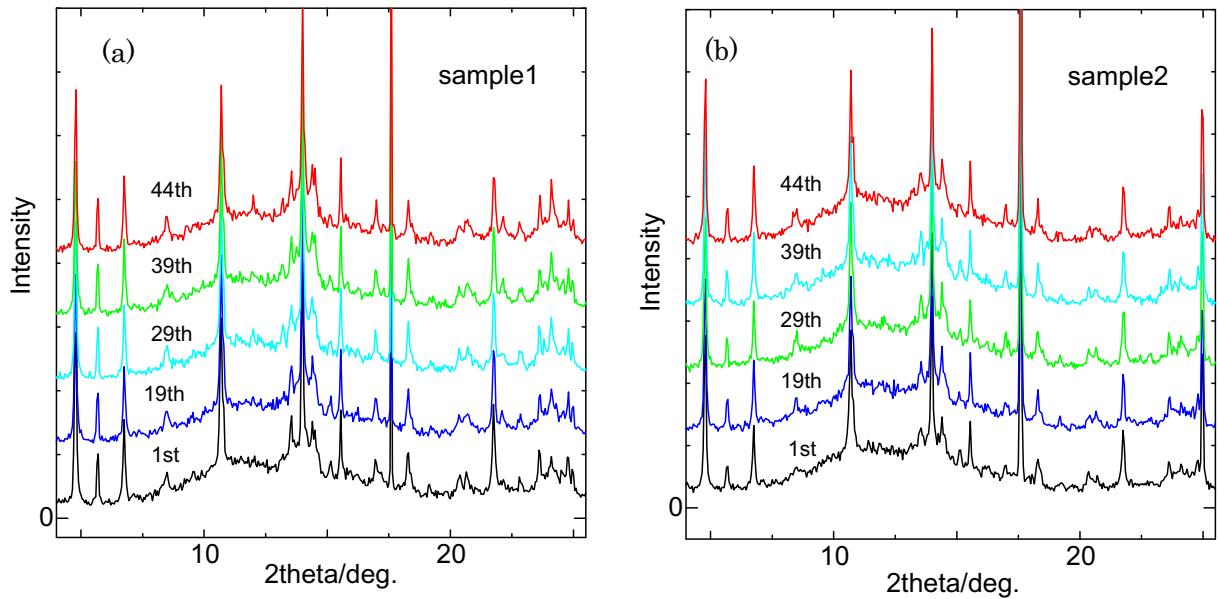 (a)
sample1
44th
39th
29th
19th
1st
0
10
20
2theta/deg.
Intensity
(b)
sample2
44th
39th
29th
19th
1st
0
10
20
2theta/deg.
Intensity